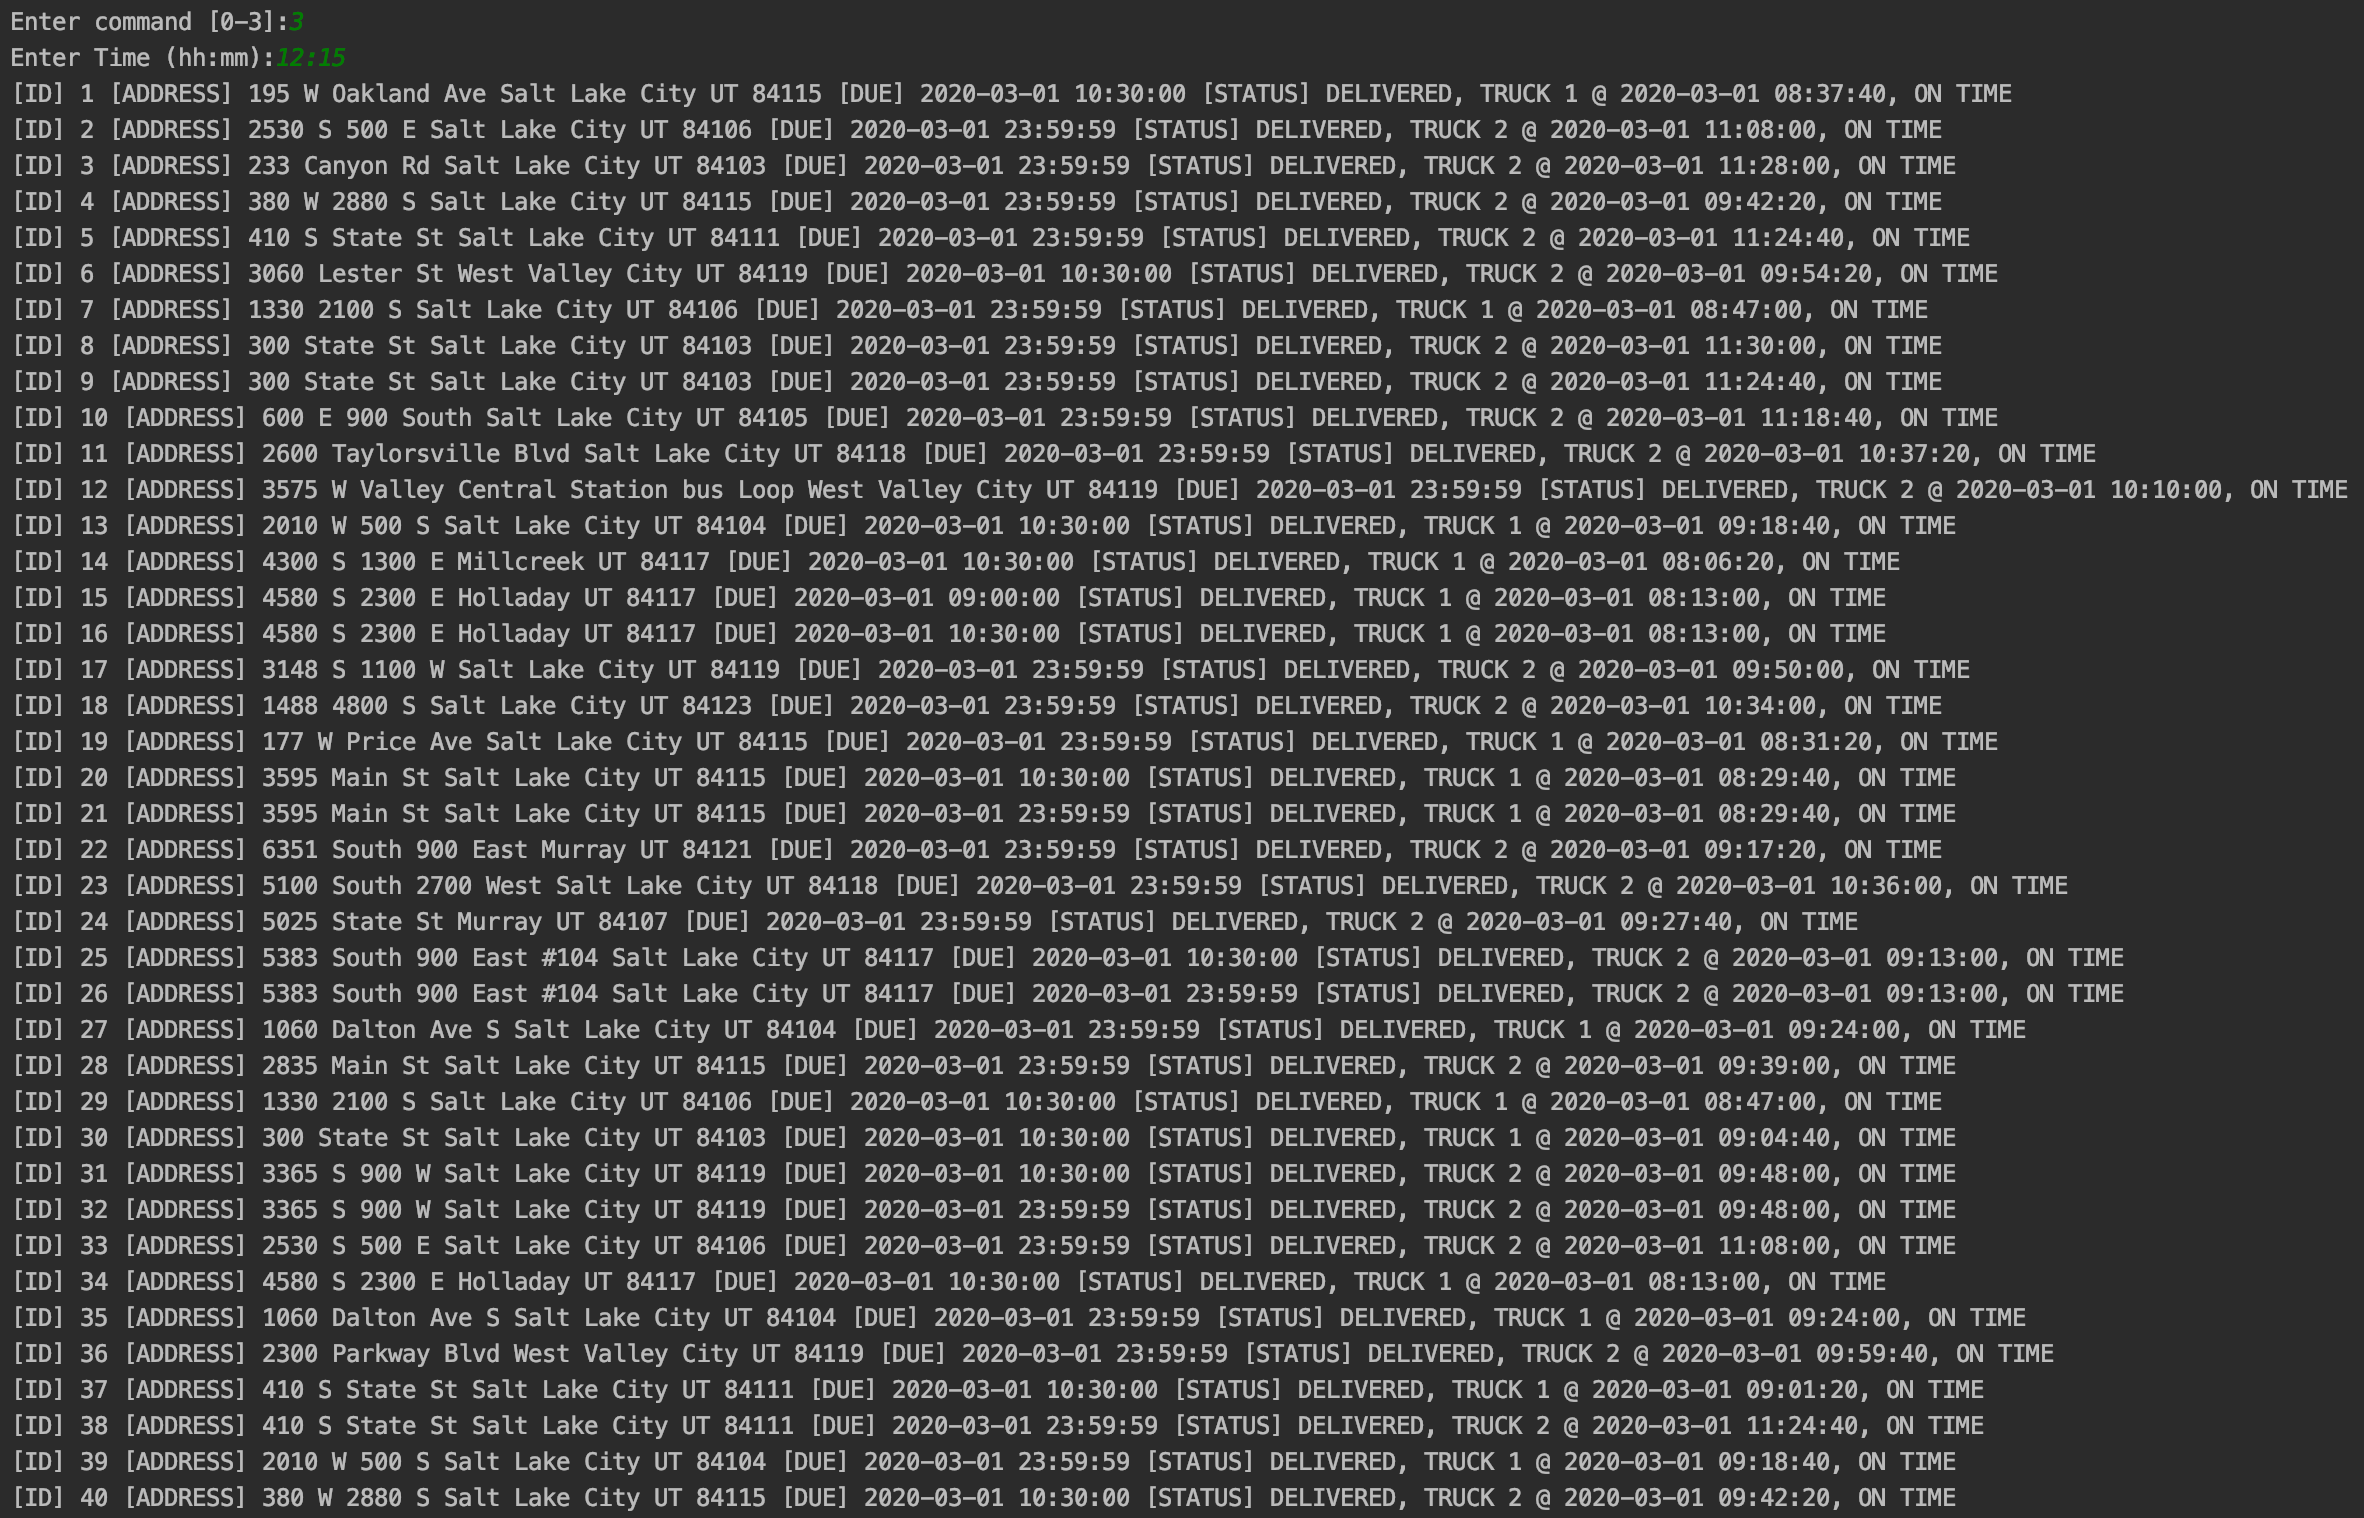 Enter command [0-3]:3
Enter Time (hh:mm):12:15
[ID] 1 [ADDRESS] 195 W Oakland Ave Salt Lake City UT 84115 [DUE] 2020-03-01 10:30:00 [STATUS] DELIVERED, TRUCK 1 @ 2020-03-01 08:37:40, ON TIME
[ID] 2 [ADDRESS] 2530 S 500 E Salt Lake City UT 84106 [DUE] 2020-03-01 23:59:59 [STATUS] DELIVERED, TRUCK 2 @ 2020-03-01 11:08:00, ON TIME
[ID] 3 [ADDRESS] 233 Canyon Rd Salt Lake City UT 84103 [DUE] 2020-03-01 23:59:59 [STATUS] DELIVERED, TRUCK 2 @ 2020-03-01 11:28:00, ON TIME
[ID] 4 [ADDRESS] 380 W 2880 S Salt Lake City UT 84115 [DUE] 2020-03-01 23:59:59 [STATUS] DELIVERED, TRUCK 2 @ 2020-03-01 09:42:20, ON TIME
[ID] 5 [ADDRESS] 410 S State St Salt Lake City UT 84111 [DUE] 2020-03-01 23:59:59 [STATUS] DELIVERED, TRUCK 2 @ 2020-03-01 11:24:40, ON TIME
[ID] 6 [ADDRESS] 3060 Lester St West Valley City UT 84119 [DUE] 2020-03-01 10:30:00 [STATUS] DELIVERED, TRUCK 2 @ 2020-03-01 09:54:20, ON TIME
[ID] 7 [ADDRESS] 1330 2100 S Salt Lake City UT 84106 [DUE] 2020-03-01 23:59:59 [STATUS] DELIVERED, TRUCK 1 @ 2020-03-01 08:47:00, ON TIME
[ID] 8 [ADDRESS] 300 State St Salt Lake City UT 84103 [DUE] 2020-03-01 23:59:59 [STATUS] DELIVERED, TRUCK 2 @ 2020-03-01 11:30:00, ON TIME
[ID] 9 [ADDRESS] 300 State St Salt Lake City UT 84103 [DUE] 2020-03-01 23:59:59 [STATUS] DELIVERED, TRUCK 2 @ 2020-03-01 11:24:40, ON TIME
[ID] 10 [ADDRESS] 600 E 900 South Salt Lake City UT 84105 [DUE] 2020-03-01 23:59:59 [STATUS] DELIVERED, TRUCK 2 @ 2020-03-01 11:18:40, ON TIME
[ID] 11 [ADDRESS] 2600 Taylorsville Blvd Salt Lake City UT 84118 [DUE] 2020-03-01 23:59:59 [STATUS] DELIVERED, TRUCK 2 @ 2020-03-01 10:37:20, ON TIME
[ID] 12 [ADDRESS] 3575 W Valley Central Station bus Loop West Valley City UT 84119 [DUE] 2020-03-01 23:59:59 [STATUS] DELIVERED, TRUCK 2 @ 2020-03-01 10:10:00, ON TIME
[ID] 13 [ADDRESS] 2010 W 500 S Salt Lake City UT 84104 [DUE] 2020-03-01 10:30:00 [STATUS] DELIVERED, TRUCK 1 @ 2020-03-01 09:18:40, ON TIME
[ID] 14 [ADDRESS] 4300 S 1300 E Millcreek UT 84117 [DUE] 2020-03-01 10:30:00 [STATUS] DELIVERED, TRUCK 1 @ 2020-03-01 08:06:20, ON TIME
[ID] 15 [ADDRESS] 4580 S 2300 E Holladay UT 84117 [DUE] 2020-03-01 09:00:00 [STATUS] DELIVERED, TRUCK 1 @ 2020-03-01 08:13:00, ON TIME
[ID] 16 [ADDRESS] 4580 S 2300 E Holladay UT 84117 [DUE] 2020-03-01 10:30:00 [STATUS] DELIVERED, TRUCK 1 @ 2020-03-01 08:13:00, ON TIME
[ID] 17 [ADDRESS] 3148 S 1100 W Salt Lake City UT 84119 [DUE] 2020-03-01 23:59:59 [STATUS] DELIVERED, TRUCK 2 @ 2020-03-01 09:50:00, ON TIME
[ID] 18 [ADDRESS] 1488 4800 S Salt Lake City UT 84123 [DUE] 2020-03-01 23:59:59 [STATUS] DELIVERED, TRUCK 2 @ 2020-03-01 10:34:00, ON TIME
[ID] 19 [ADDRESS] 177 W Price Ave Salt Lake City UT 84115 [DUE] 2020-03-01 23:59:59 [STATUS] DELIVERED, TRUCK 1 @ 2020-03-01 08:31:20, ON TIME
[ID] 20 [ADDRESS] 3595 Main St Salt Lake City UT 84115 [DUE] 2020-03-01 10:30:00 [STATUS] DELIVERED, TRUCK 1 @ 2020-03-01 08:29:40, ON TIME
[ID] 21 [ADDRESS] 3595 Main St Salt Lake City UT 84115 [DUE] 2020-03-01 23:59:59 [STATUS] DELIVERED, TRUCK 1 @ 2020-03-01 08:29:40, ON TIME
[ID] 22 [ADDRESS] 6351 South 900 East Murray UT 84121 [DUE] 2020-03-01 23:59:59 [STATUS] DELIVERED, TRUCK 2 @ 2020-03-01 09:17:20, ON TIME
[ID] 23 [ADDRESS] 5100 South 2700 West Salt Lake City UT 84118 [DUE] 2020-03-01 23:59:59 [STATUS] DELIVERED, TRUCK 2 @ 2020-03-01 10:36:00, ON TIME
[ID] 24 [ADDRESS] 5025 State St Murray UT 84107 [DUE] 2020-03-01 23:59:59 [STATUS] DELIVERED, TRUCK 2 @ 2020-03-01 09:27:40, ON TIME
[ID] 25 [ADDRESS] 5383 South 900 East #104 Salt Lake City UT 84117 [DUE] 2020-03-01 10:30:00 [STATUS] DELIVERED, TRUCK 2 @ 2020-03-01 09:13:00, ON TIME
[ID] 26 [ADDRESS] 5383 South 900 East #104 Salt Lake City UT 84117 [DUE] 2020-03-01 23:59:59 [STATUS] DELIVERED, TRUCK 2 @ 2020-03-01 09:13:00, ON TIME
[ID] 27 [ADDRESS] 1060 Dalton Ave S Salt Lake City UT 84104 [DUE] 2020-03-01 23:59:59 [STATUS] DELIVERED, TRUCK 1 @ 2020-03-01 09:24:00, ON TIME
[ID] 28 [ADDRESS] 2835 Main St Salt Lake City UT 84115 [DUE] 2020-03-01 23:59:59 [STATUS] DELIVERED, TRUCK 2 @ 2020-03-01 09:39:00, ON TIME
[ID] 29 [ADDRESS] 1330 2100 S Salt Lake City UT 84106 [DUE] 2020-03-01 10:30:00 [STATUS] DELIVERED, TRUCK 1 @ 2020-03-01 08:47:00, ON TIME
[ID] 30 [ADDRESS] 300 State St Salt Lake City UT 84103 [DUE] 2020-03-01 10:30:00 [STATUS] DELIVERED, TRUCK 1 @ 2020-03-01 09:04:40, ON TIME
[ID] 31 [ADDRESS] 3365 S 900 W Salt Lake City UT 84119 [DUE] 2020-03-01 10:30:00 [STATUS] DELIVERED, TRUCK 2 @ 2020-03-01 09:48:00, ON TIME
[ID] 32 [ADDRESS] 3365 S 900 W Salt Lake City UT 84119 [DUE] 2020-03-01 23:59:59 [STATUS] DELIVERED, TRUCK 2 @ 2020-03-01 09:48:00, ON TIME
[ID] 33 [ADDRESS] 2530 S 500 E Salt Lake City UT 84106 [DUE] 2020-03-01 23:59:59 [STATUS] DELIVERED, TRUCK 2 @ 2020-03-01 11:08:00, ON TIME
[ID] 34 [ADDRESS] 4580 S 2300 E Holladay UT 84117 [DUE] 2020-03-01 10:30:00 [STATUS] DELIVERED, TRUCK 1 @ 2020-03-01 08:13:00, ON TIME
[ID] 35 [ADDRESS] 1060 Dalton Ave S Salt Lake City UT 84104 [DUE] 2020-03-01 23:59:59 [STATUS] DELIVERED, TRUCK 1 @ 2020-03-01 09:24:00, ON TIME
[ID] 36 [ADDRESS] 2300 Parkway Blvd West Valley City UT 84119 [DUE] 2020-03-01 23:59:59 [STATUS] DELIVERED, TRUCK 2 @ 2020-03-01 09:59:40, ON TIME
[ID] 37 [ADDRESS] 410 S State St Salt Lake City UT 84111 [DUE] 2020-03-01 10:30:00 [STATUS] DELIVERED, TRUCK 1 @ 2020-03-01 09:01:20, ON TIME
[ID] 38 [ADDRESS] 410 S State St Salt Lake City UT 84111 [DUE] 2020-03-01 23:59:59 [STATUS] DELIVERED, TRUCK 2 @ 2020-03-01 11:24:40, ON TIME
[ID] 39 [ADDRESS] 2010 W 500 S Salt Lake City UT 84104 [DUE] 2020-03-01 23:59:59 [STATUS] DELIVERED, TRUCK 1 @ 2020-03-01 09:18:40, ON TIME
[ID] 40 [ADDRESS] 380 W 2880 S Salt Lake City UT 84115 [DUE] 2020-03-01 10:30:00 [STATUS] DELIVERED, TRUCK 2 @ 2020-03-01 09:42:20, ON TIME